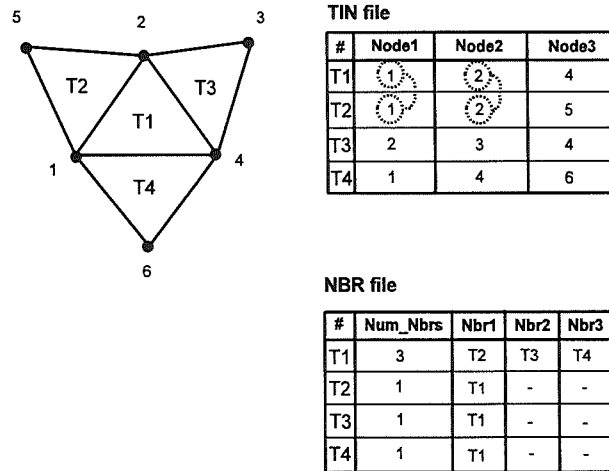 5
2
3
T2
T3
T1
1
4
T4
6
TIN file
# Node1 Node2 Node3
T1 1 2 4
T2 1 2 5
T3 2 3 4
T4 1 4 6
NBR file
# Num_Nbrs Nbr1 Nbr2 Nbr3
T1 3 T2 T3 T4
T2 1 T1 - -
T3 1 T1 - -
T4 1 T1 - -